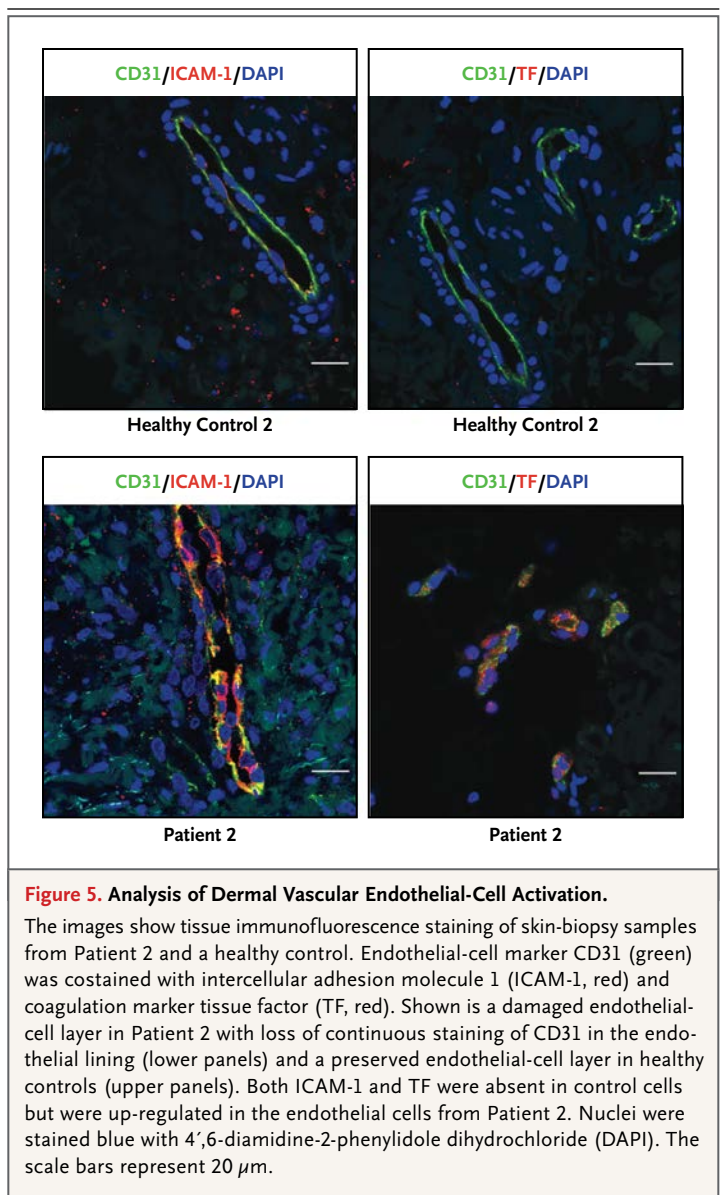 CD31/ICAM-1/DAPI
CD31/TF/DAPI
Healthy Control 2
Healthy Control 2
CD31/ICAM-1/DAPI
CD31/TF/DAPI
Patient 2
Patient 2
Figure 5. Analysis of Dermal Vascular Endothelial-Cell Activation.
The images show tissue immunofluorescence staining of skin-biopsy samples
from Patient 2 and a healthy control. Endothelial-cell marker CD31 (green)
was costained with intercellular adhesion molecule 1 (ICAM-1, red) and
coagulation marker tissue factor (TF, red). Shown is a damaged endothelial-
cell layer in Patient 2 with loss of continuous staining of CD31 in the endo-
thelial lining (lower panels) and a preserved endothelial-cell layer in healthy
controls (upper panels). Both ICAM-1 and TF were absent in control cells
but were up-regulated in the endothelial cells from Patient 2. Nuclei were
stained blue with 4′,6-diamidine-2-phenylidole dihydrochloride (DAPI). The
scale bars represent 20 μm.